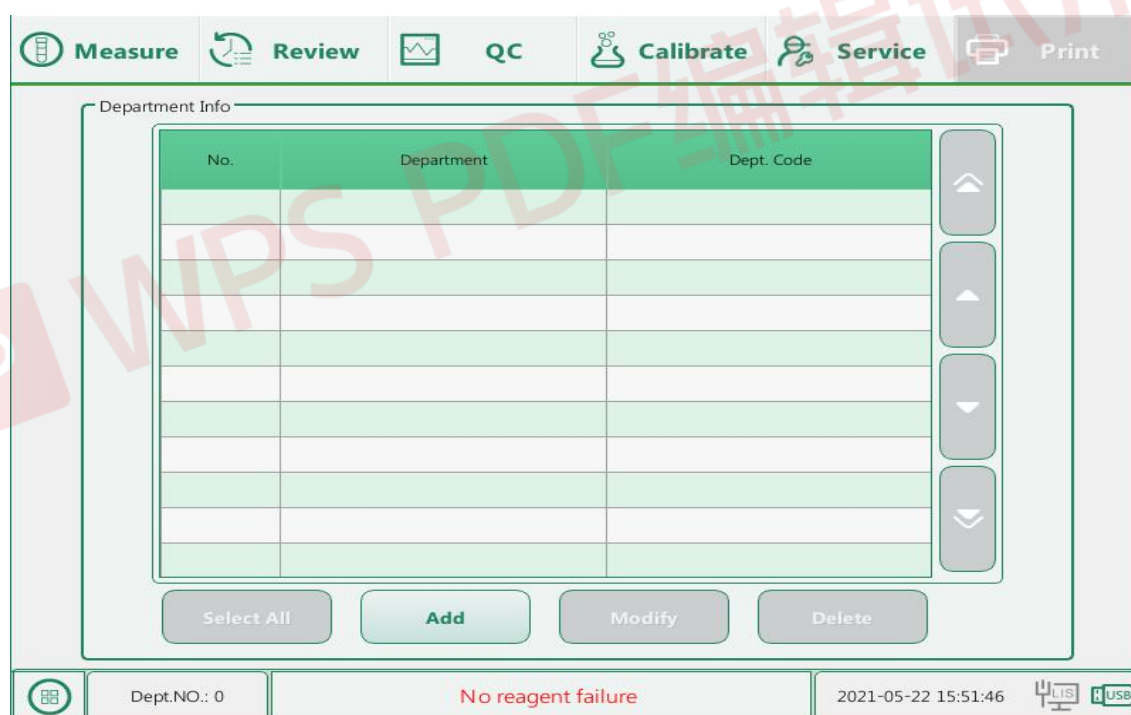 Measure Review QC Calibrate Service Print
Department Info
No. Department Dept. Code
Select All Add Modify Delete
Dept.NO.: 0 No reagent failure 2021-05-22 15:51:46 LIS USB
WPS PDF编辑试